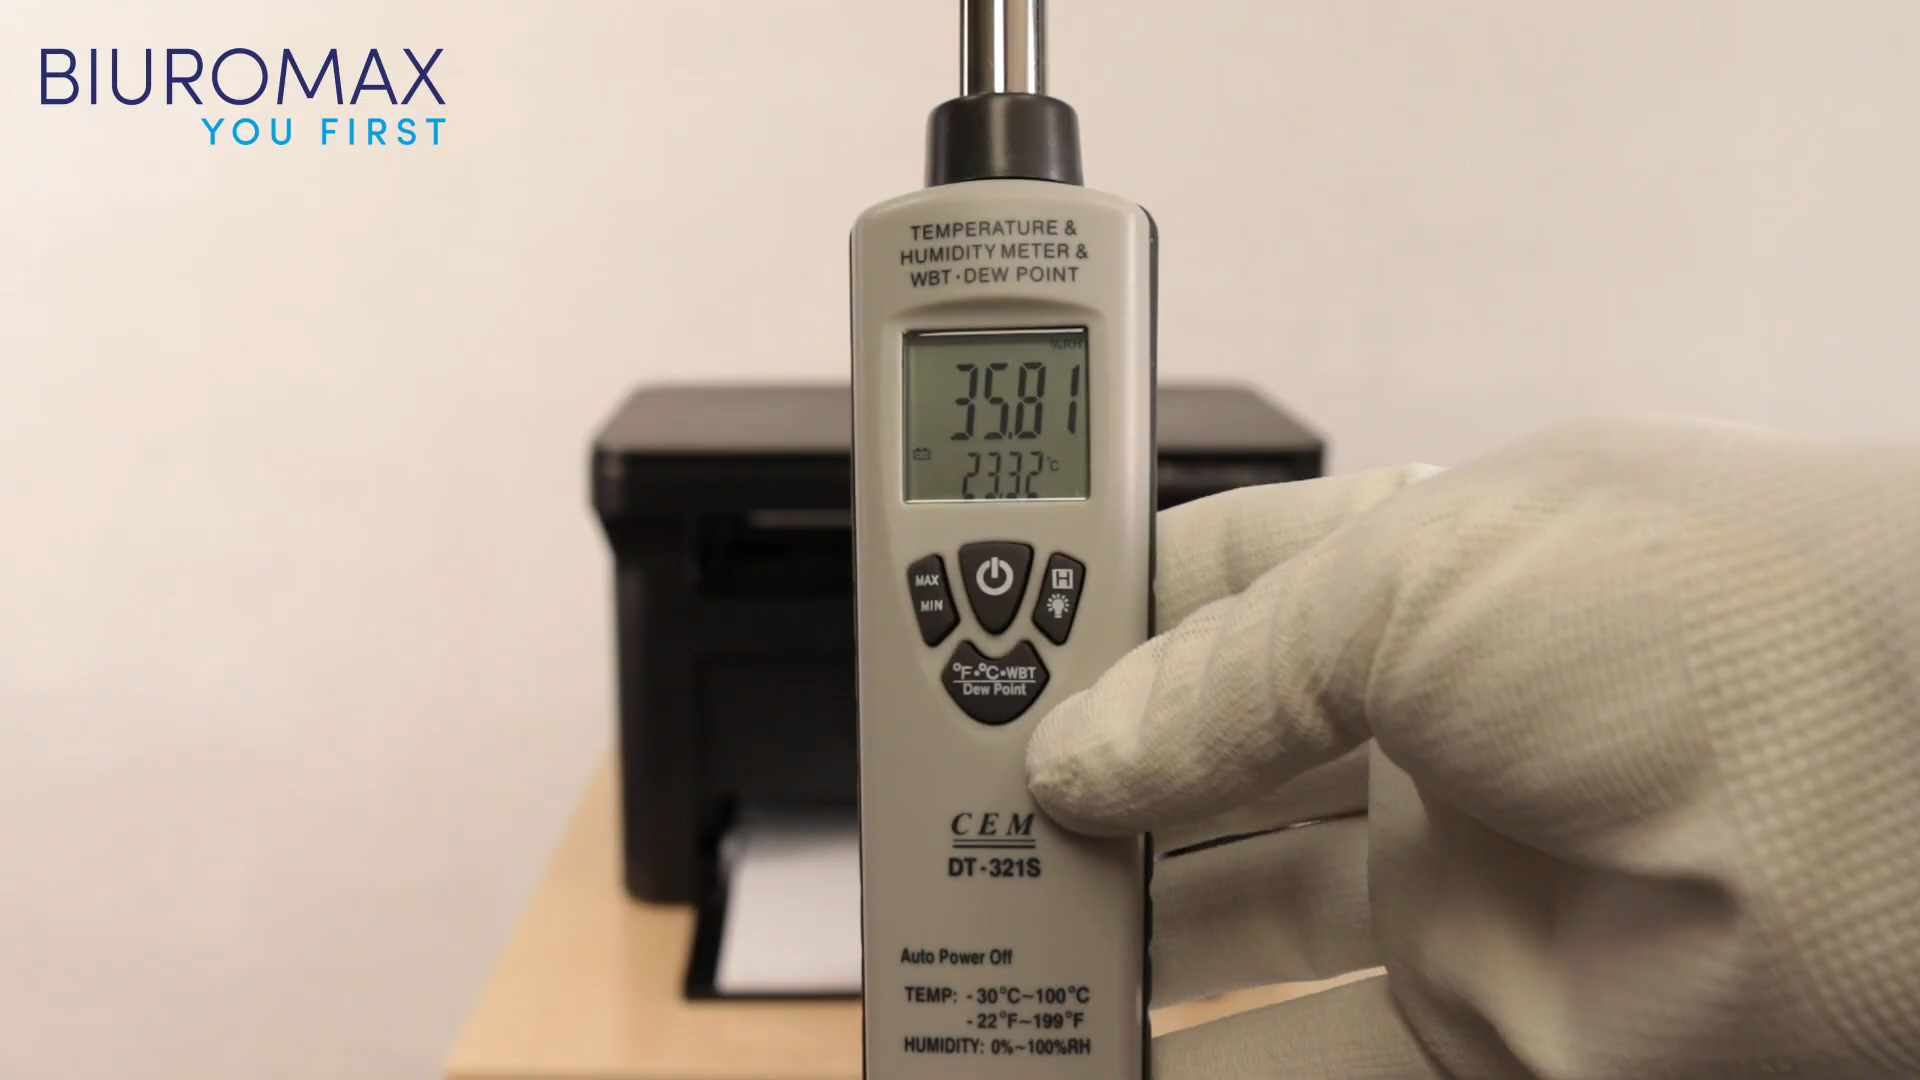 BIUROMAX
YOU FIRST
TEMPERATURE &
HUMIDITY METER &
WBT·DEW POINT
%RH
35.81
23.32 °C
MAX
MIN
H
°F·°C·WBT
Dew Point
CEM
DT-321S
Auto Power Off
TEMP: -30°C~100°C
-22°F~199°F
HUMIDITY: 0%~100%RH